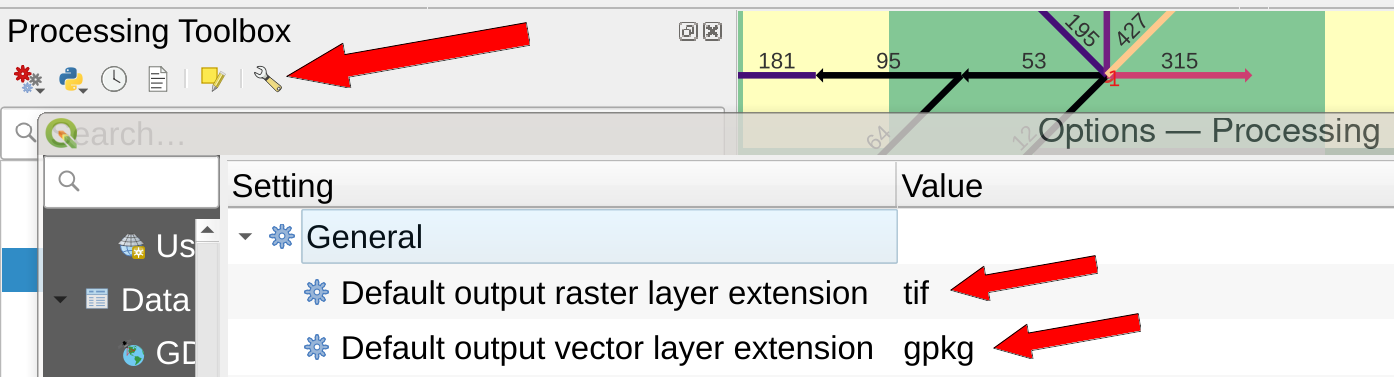 Processing Toolbox
195
427
181
95
53
315
1
Search…
64
12
Options — Processing
Setting
Value
General
Us
Default output raster layer extension
tif
Data
Default output vector layer extension
gpkg
GD